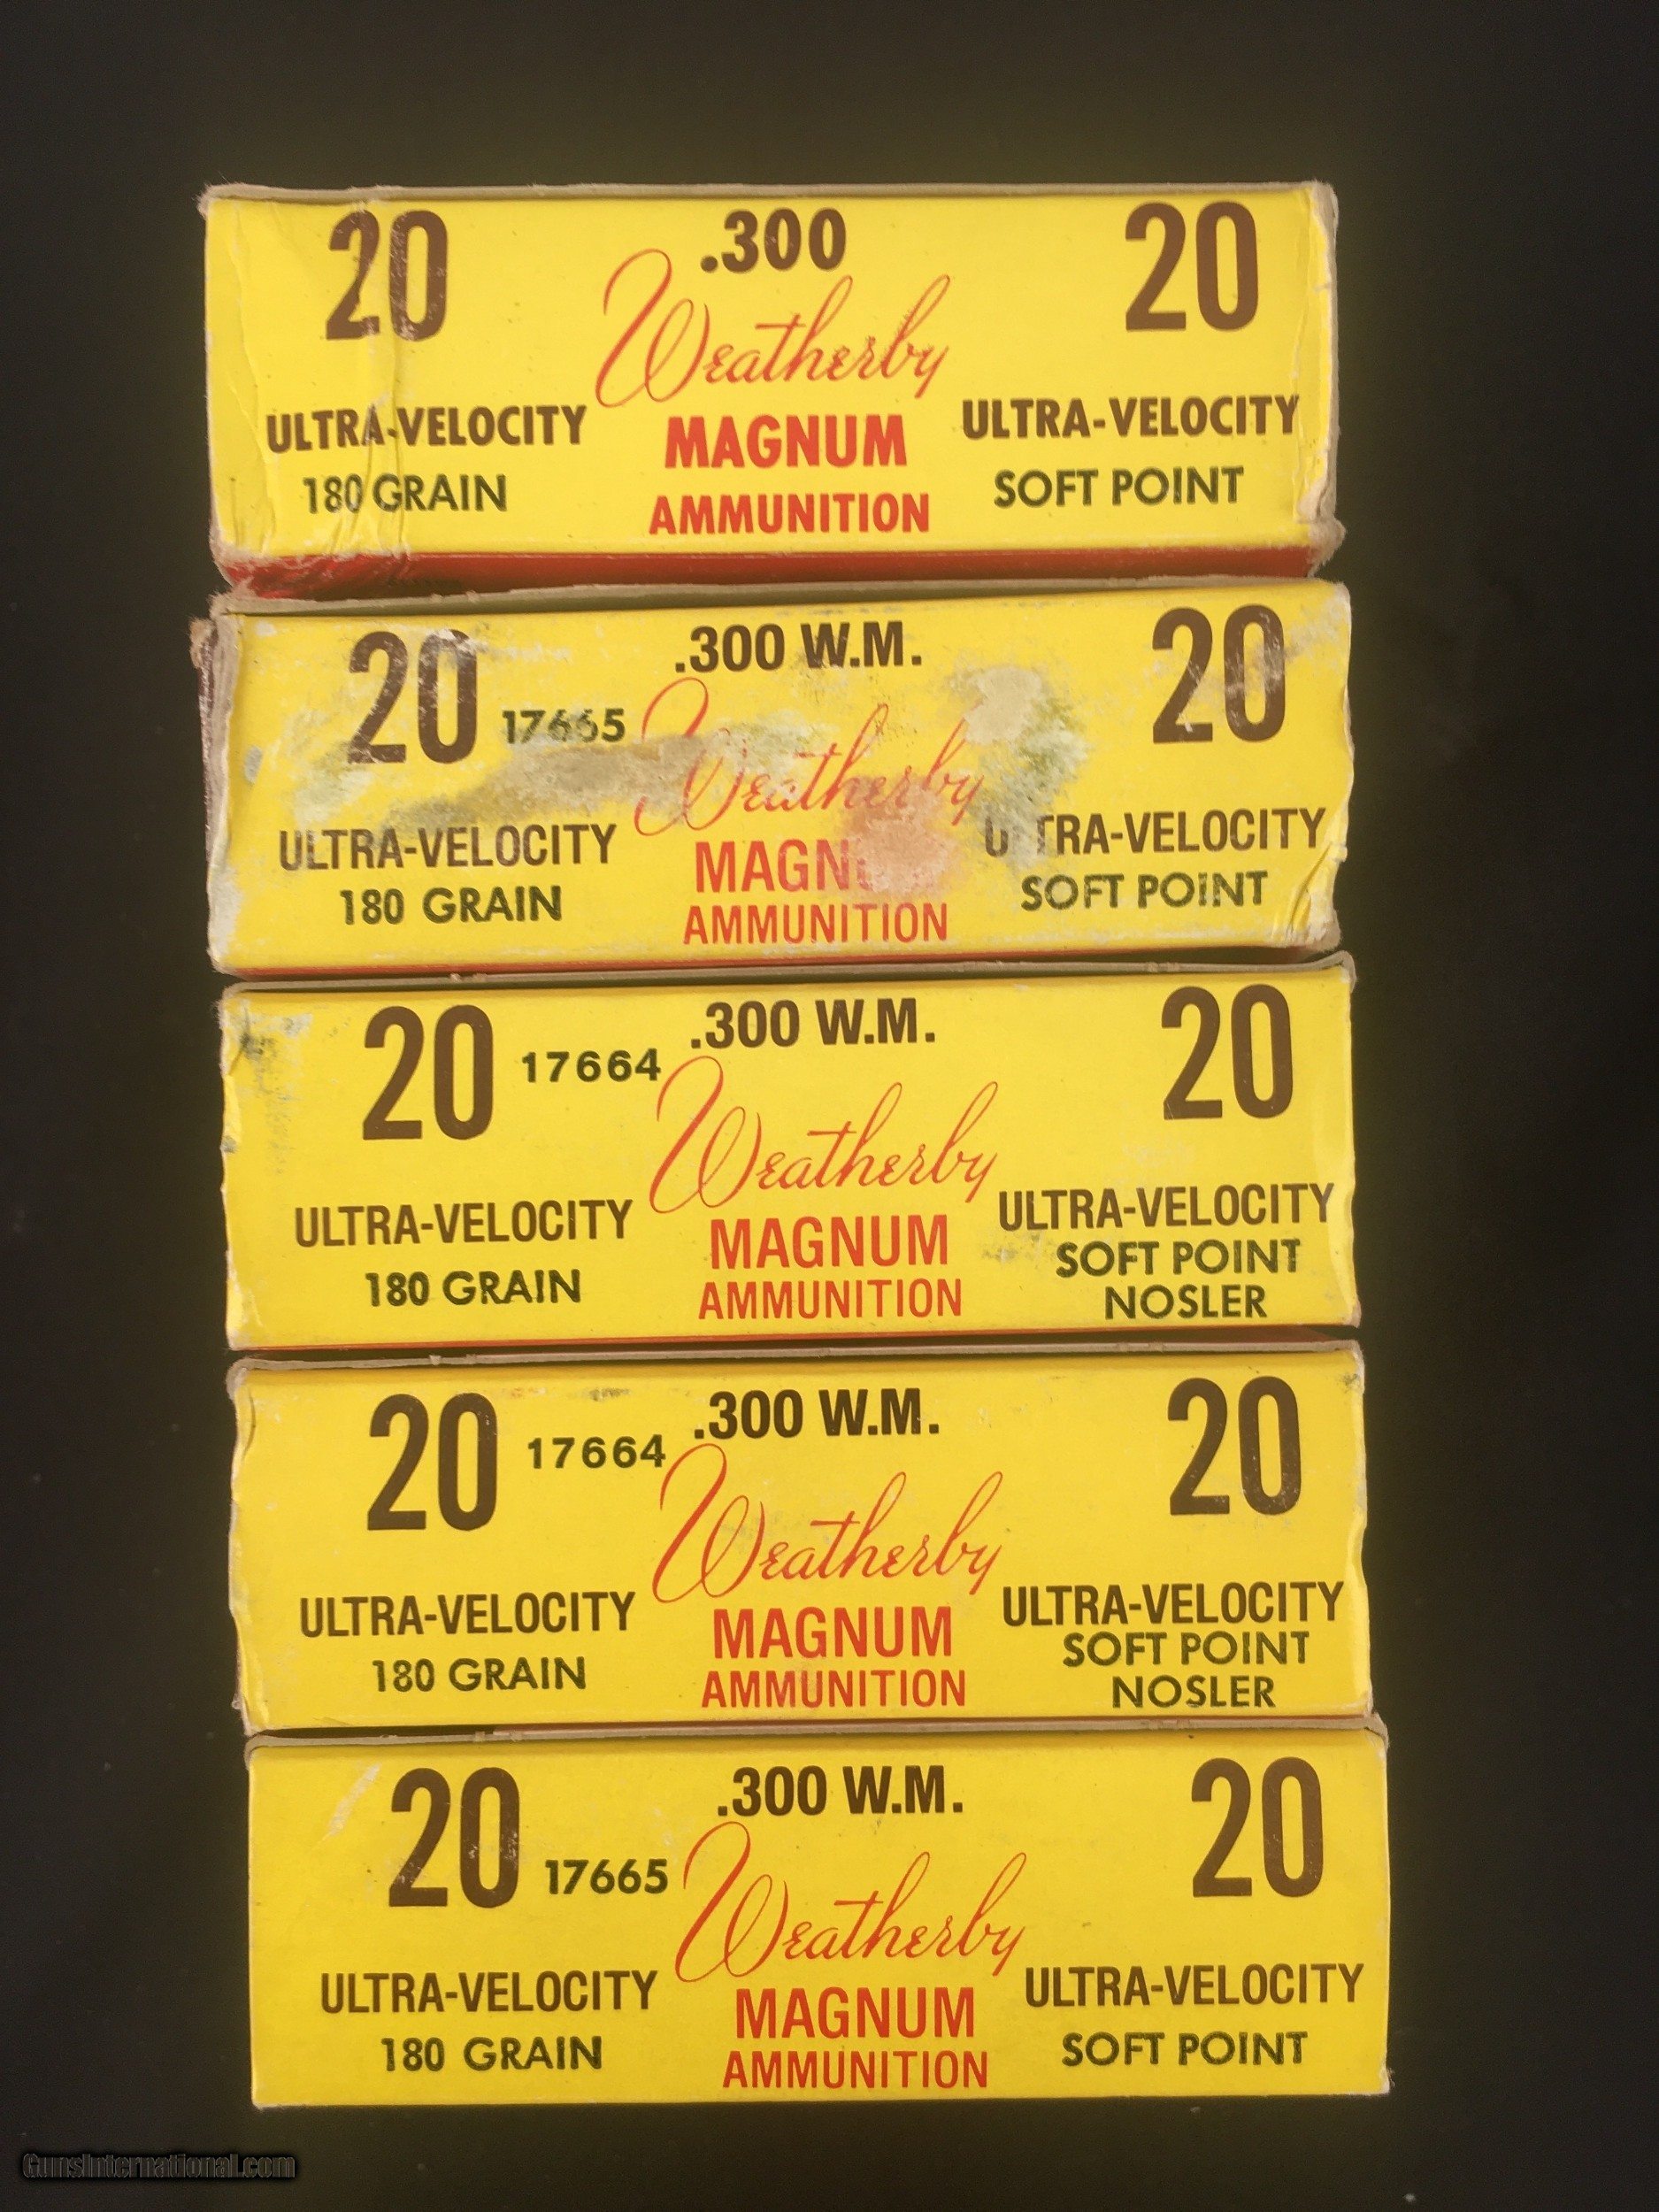 20 .300 20
Weatherby
ULTRA-VELOCITY MAGNUM ULTRA-VELOCITY
180 GRAIN AMMUNITION SOFT POINT
20 .300 W.M. 20
17665 Weatherby
ULTRA-VELOCITY ULTRA-VELOCITY
180 GRAIN AMMUNITION SOFT POINT
20 .300 W.M. 20
17664 Weatherby
ULTRA-VELOCITY MAGNUM ULTRA-VELOCITY
180 GRAIN AMMUNITION SOFT POINT
NOSLER
20 .300 W.M. 20
17664 Weatherby
ULTRA-VELOCITY MAGNUM ULTRA-VELOCITY
180 GRAIN AMMUNITION SOFT POINT
NOSLER
20 .300 W.M. 20
17665 Weatherby
ULTRA-VELOCITY MAGNUM ULTRA-VELOCITY
180 GRAIN AMMUNITION SOFT POINT
GunsInternational.com